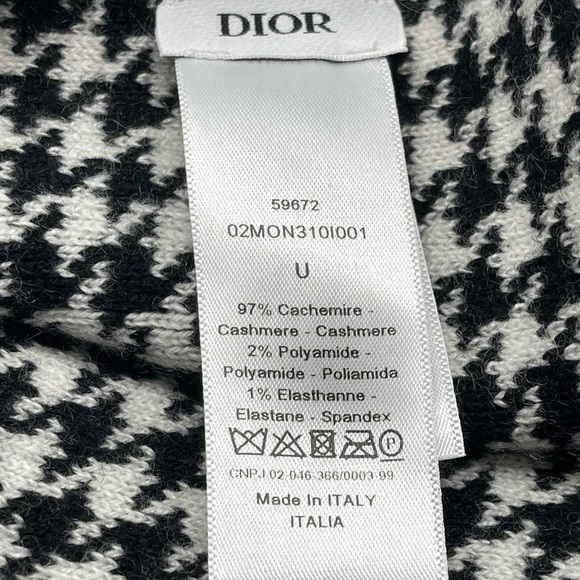 DIOR
59672
02MON310I001
U
97% Cachemire -
Cashmere - Cashmere
2% Polyamide -
Polyamide - Poliamida
1% Elasthanne -
Elastane - Spandex
P
CNPJ 02-046-366/0003-99
Made In ITALY
ITALIA